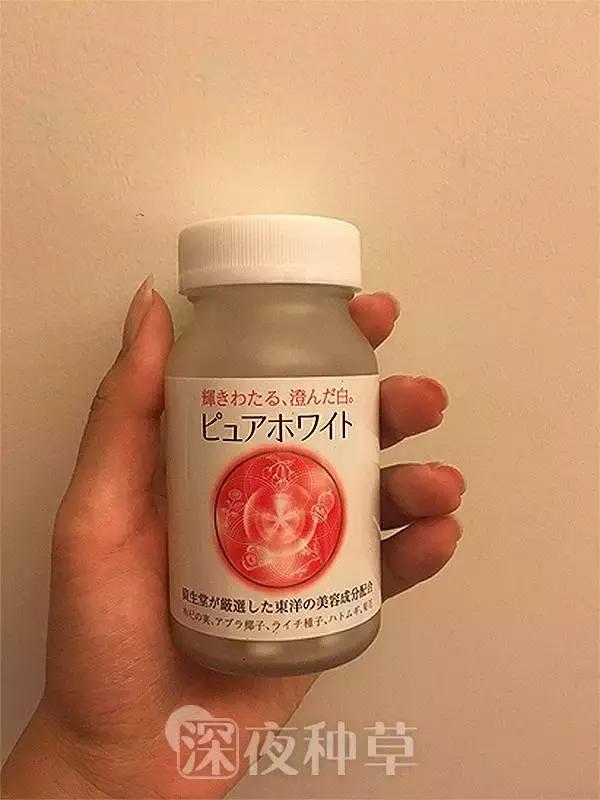 輝きわたる、澄んだ白。
ピュアホワイト
資生堂が厳選した東洋の美容成分配合
枸杞の実、アブラ椰子、ライチ種子、ハトムギ、菊花
深夜种草